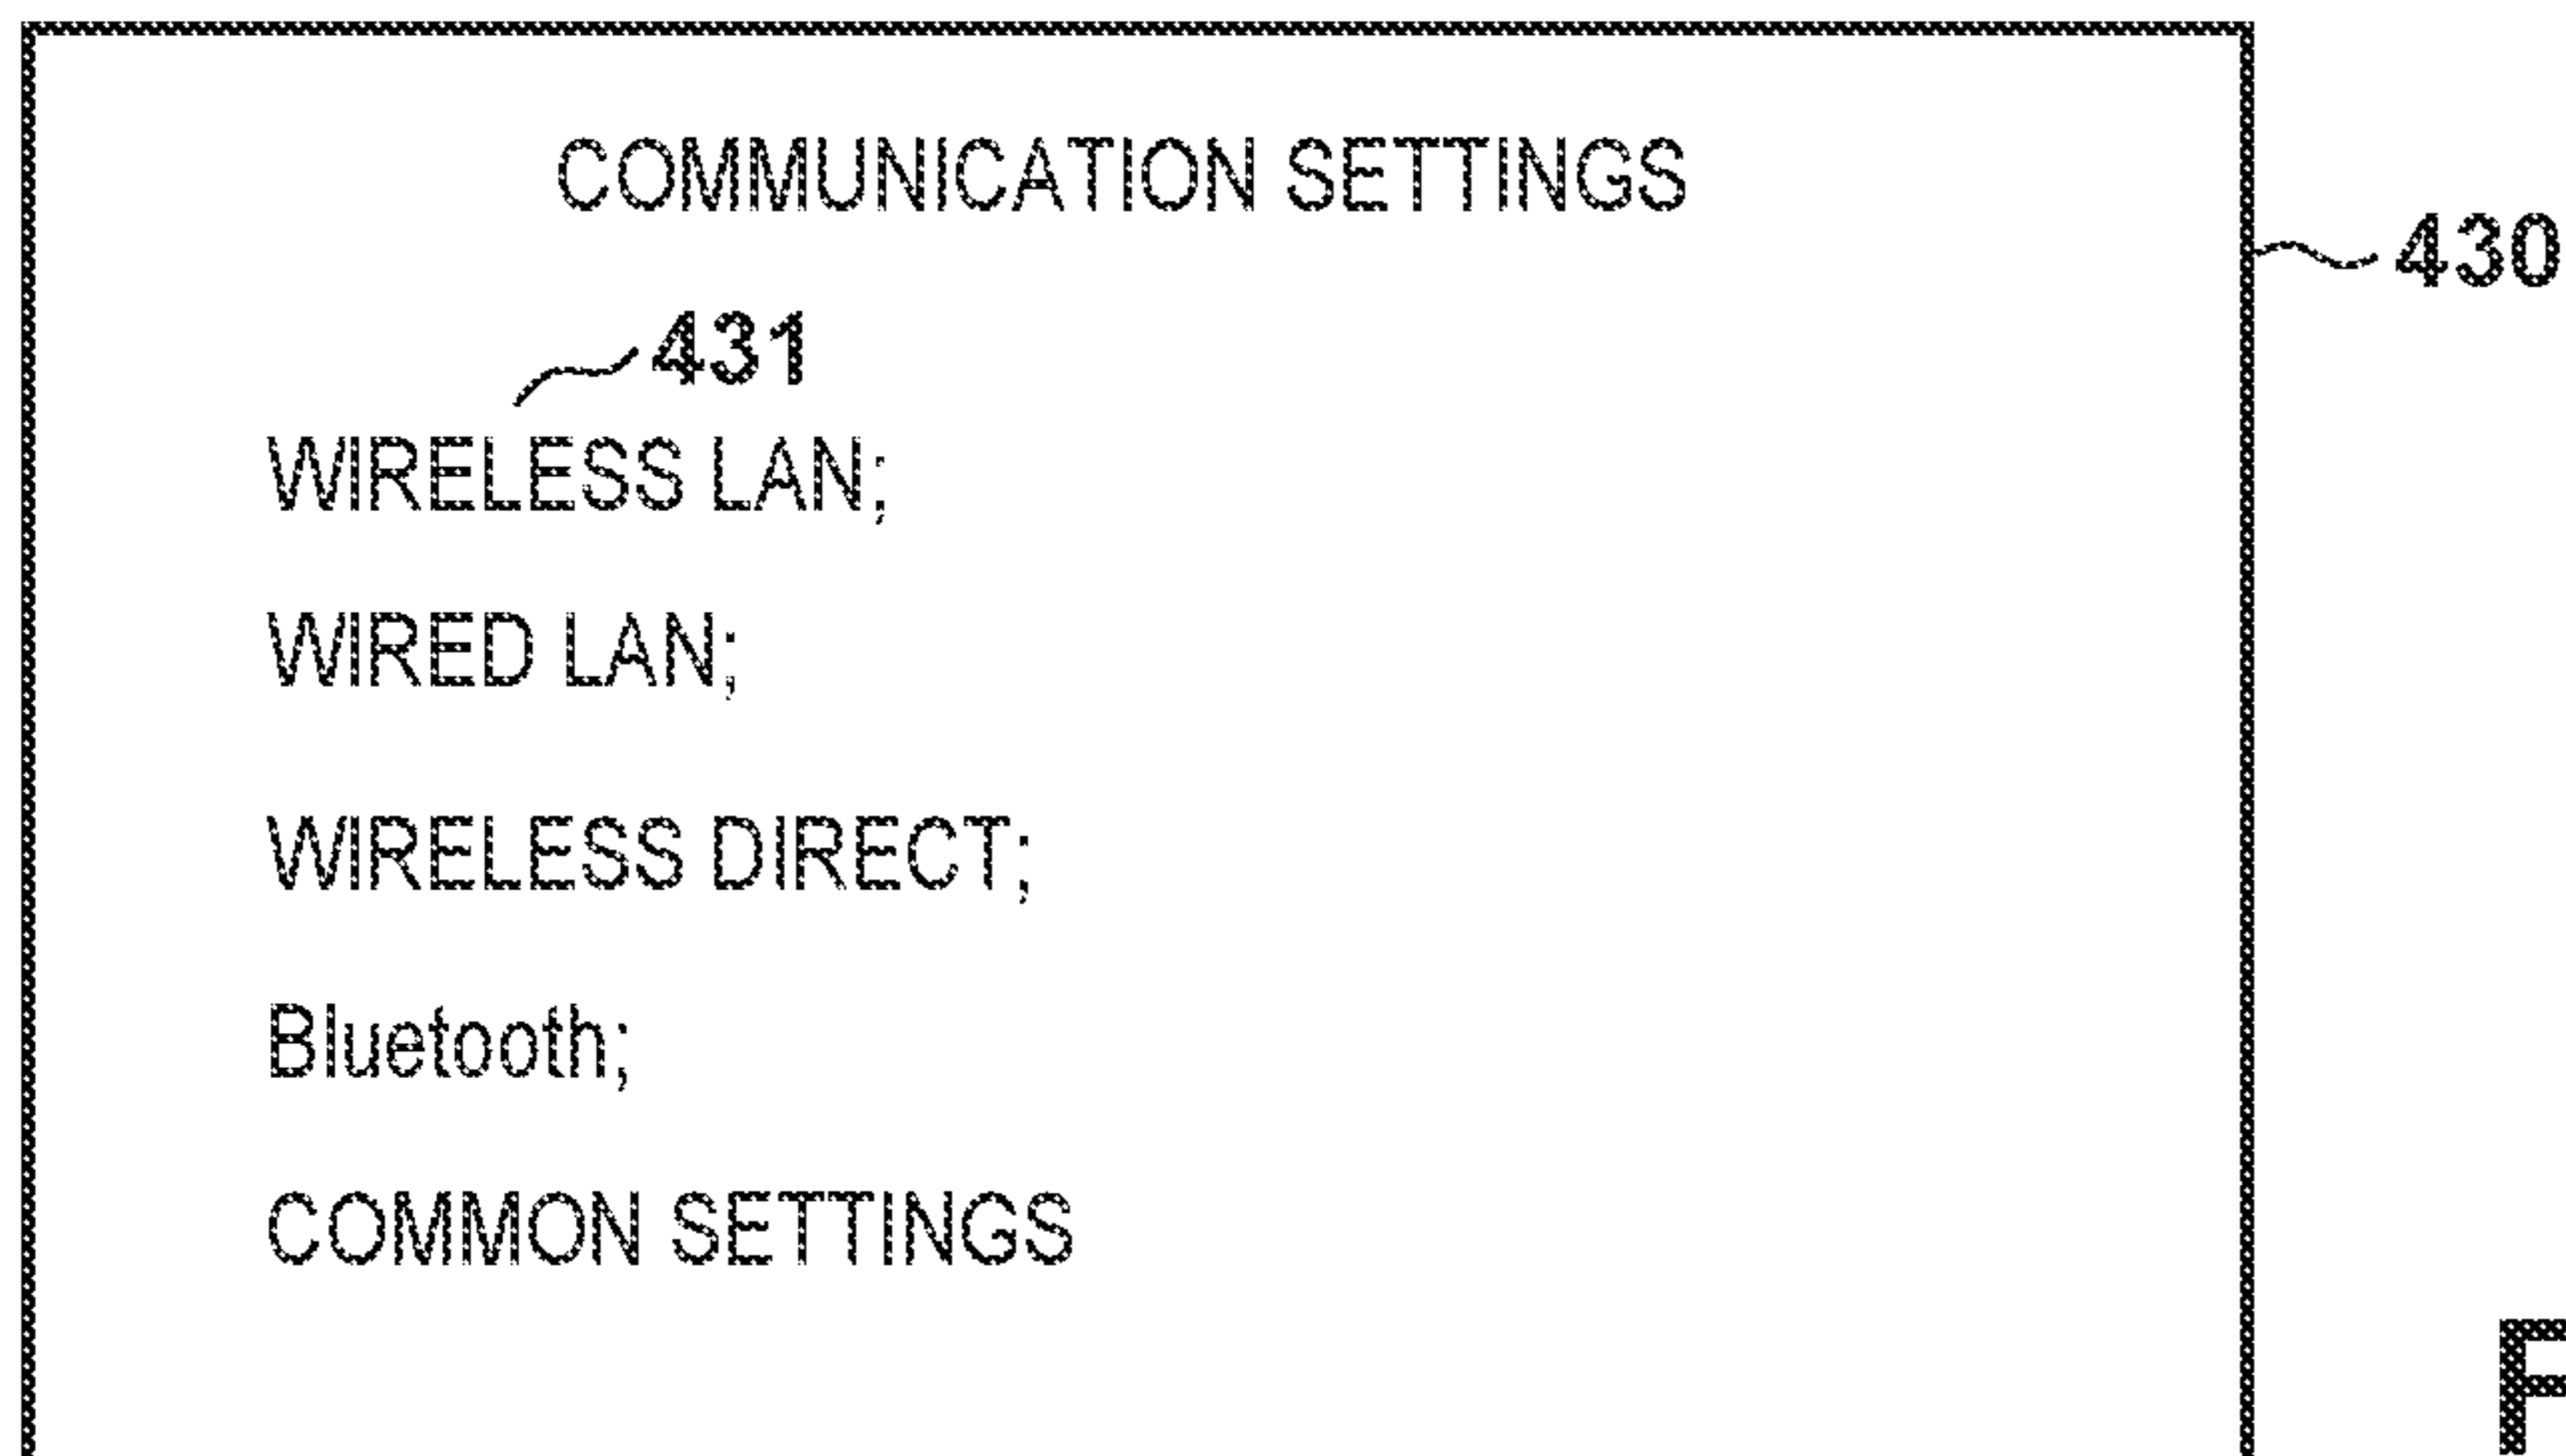 COMMUNICATION SETTINGS
430
431
WIRELESS LAN;
WIRED LAN;
WIRELESS DIRECT;
Bluetooth;
COMMON SETTINGS
F